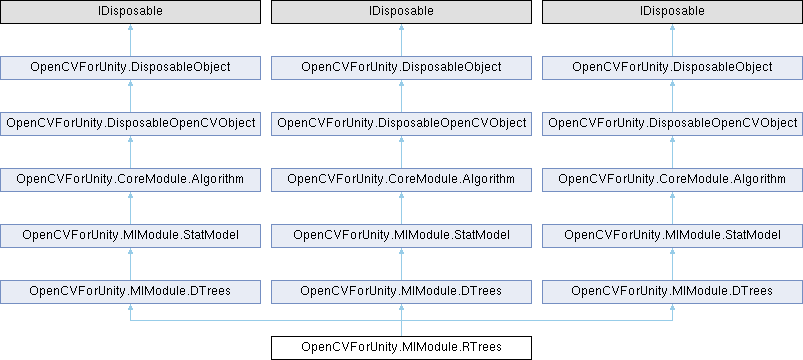 IDisposable IDisposable IDisposable
OpenCVForUnity.DisposableObject OpenCVForUnity.DisposableObject OpenCVForUnity.DisposableObject
OpenCVForUnity.DisposableOpenCVObject OpenCVForUnity.DisposableOpenCVObject OpenCVForUnity.DisposableOpenCVObject
OpenCVForUnity.CoreModule.Algorithm OpenCVForUnity.CoreModule.Algorithm OpenCVForUnity.CoreModule.Algorithm
OpenCVForUnity.MlModule.StatModel OpenCVForUnity.MlModule.StatModel OpenCVForUnity.MlModule.StatModel
OpenCVForUnity.MlModule.DTrees OpenCVForUnity.MlModule.DTrees OpenCVForUnity.MlModule.DTrees
OpenCVForUnity.MlModule.RTrees